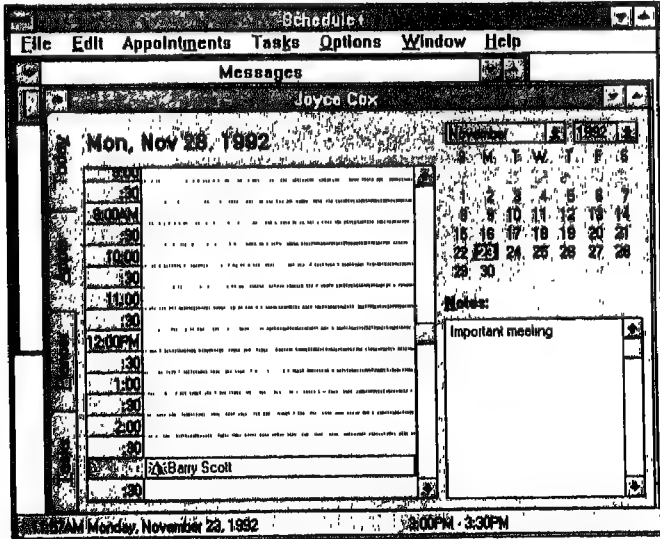 Schedule+
File Edit Appointments Tasks Options Window Help
Messages
Joyce Cox
Mon, Nov 23, 1992
November 1992
S M T W T F S
1 2 3 4 5 6 7
8 9 10 11 12 13 14
15 16 17 18 19 20 21
22 23 24 25 26 27 28
29 30
:30
:30
10:00
:30
11:00
:30
12:00PM
:30
1:00
:30
2:00
:30
Barry Scott
:30
Notes:
Important meeting
Monday, November 23, 1992
3:00PM - 3:30PM